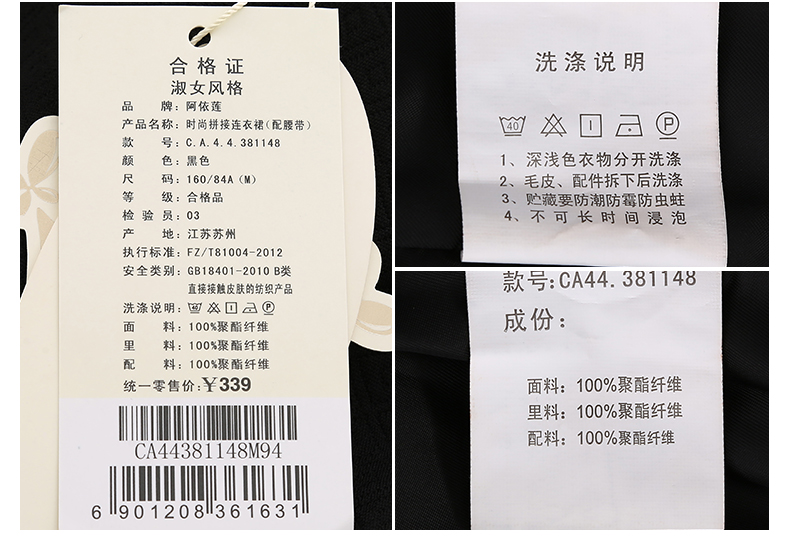 合格证
淑女风格
品 牌：阿依莲
产品名称：时尚拼接连衣裙（配腰带）
款 号：C.A.4.4.381148
颜 色：黑色
尺 码：160/84A（M）
等 级：合格品
检 验 员：03
产 地：江苏苏州
执行标准：FZ/T81004-2012
安全类别：GB18401-2010 B类
直接接触皮肤的纺织产品
洗涤说明：
面 料：100%聚酯纤维
里 料：100%聚酯纤维
配 料：100%聚酯纤维
统一零售价：￥339
CA44381148M94
6 901208 361631
洗涤说明
40 P
1、深浅色衣物分开洗涤
2、毛皮、配件拆下后洗涤
3、贮藏要防潮防霉防虫蛀
4、不可长时间浸泡
款号：CA44.381148
成份：
面料：100%聚酯纤维
里料：100%聚酯纤维
配料：100%聚酯纤维